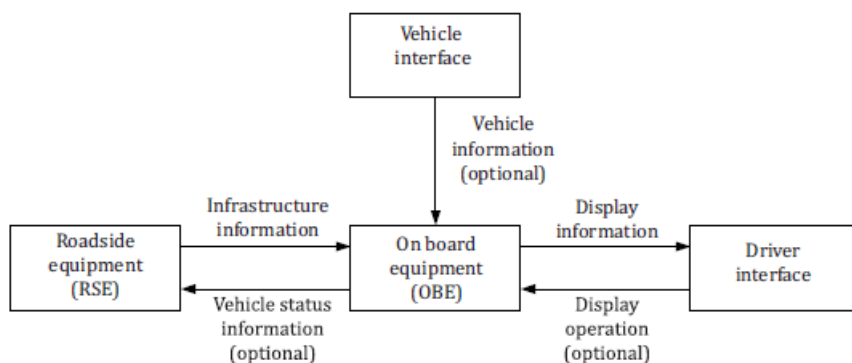 Vehicle
interface
Vehicle
information
(optional)
Infrastructure
information
Display
information
Roadside
equipment
(RSE)
On board
equipment
(OBE)
Driver
interface
Vehicle status
information
(optional)
Display
operation
(optional)